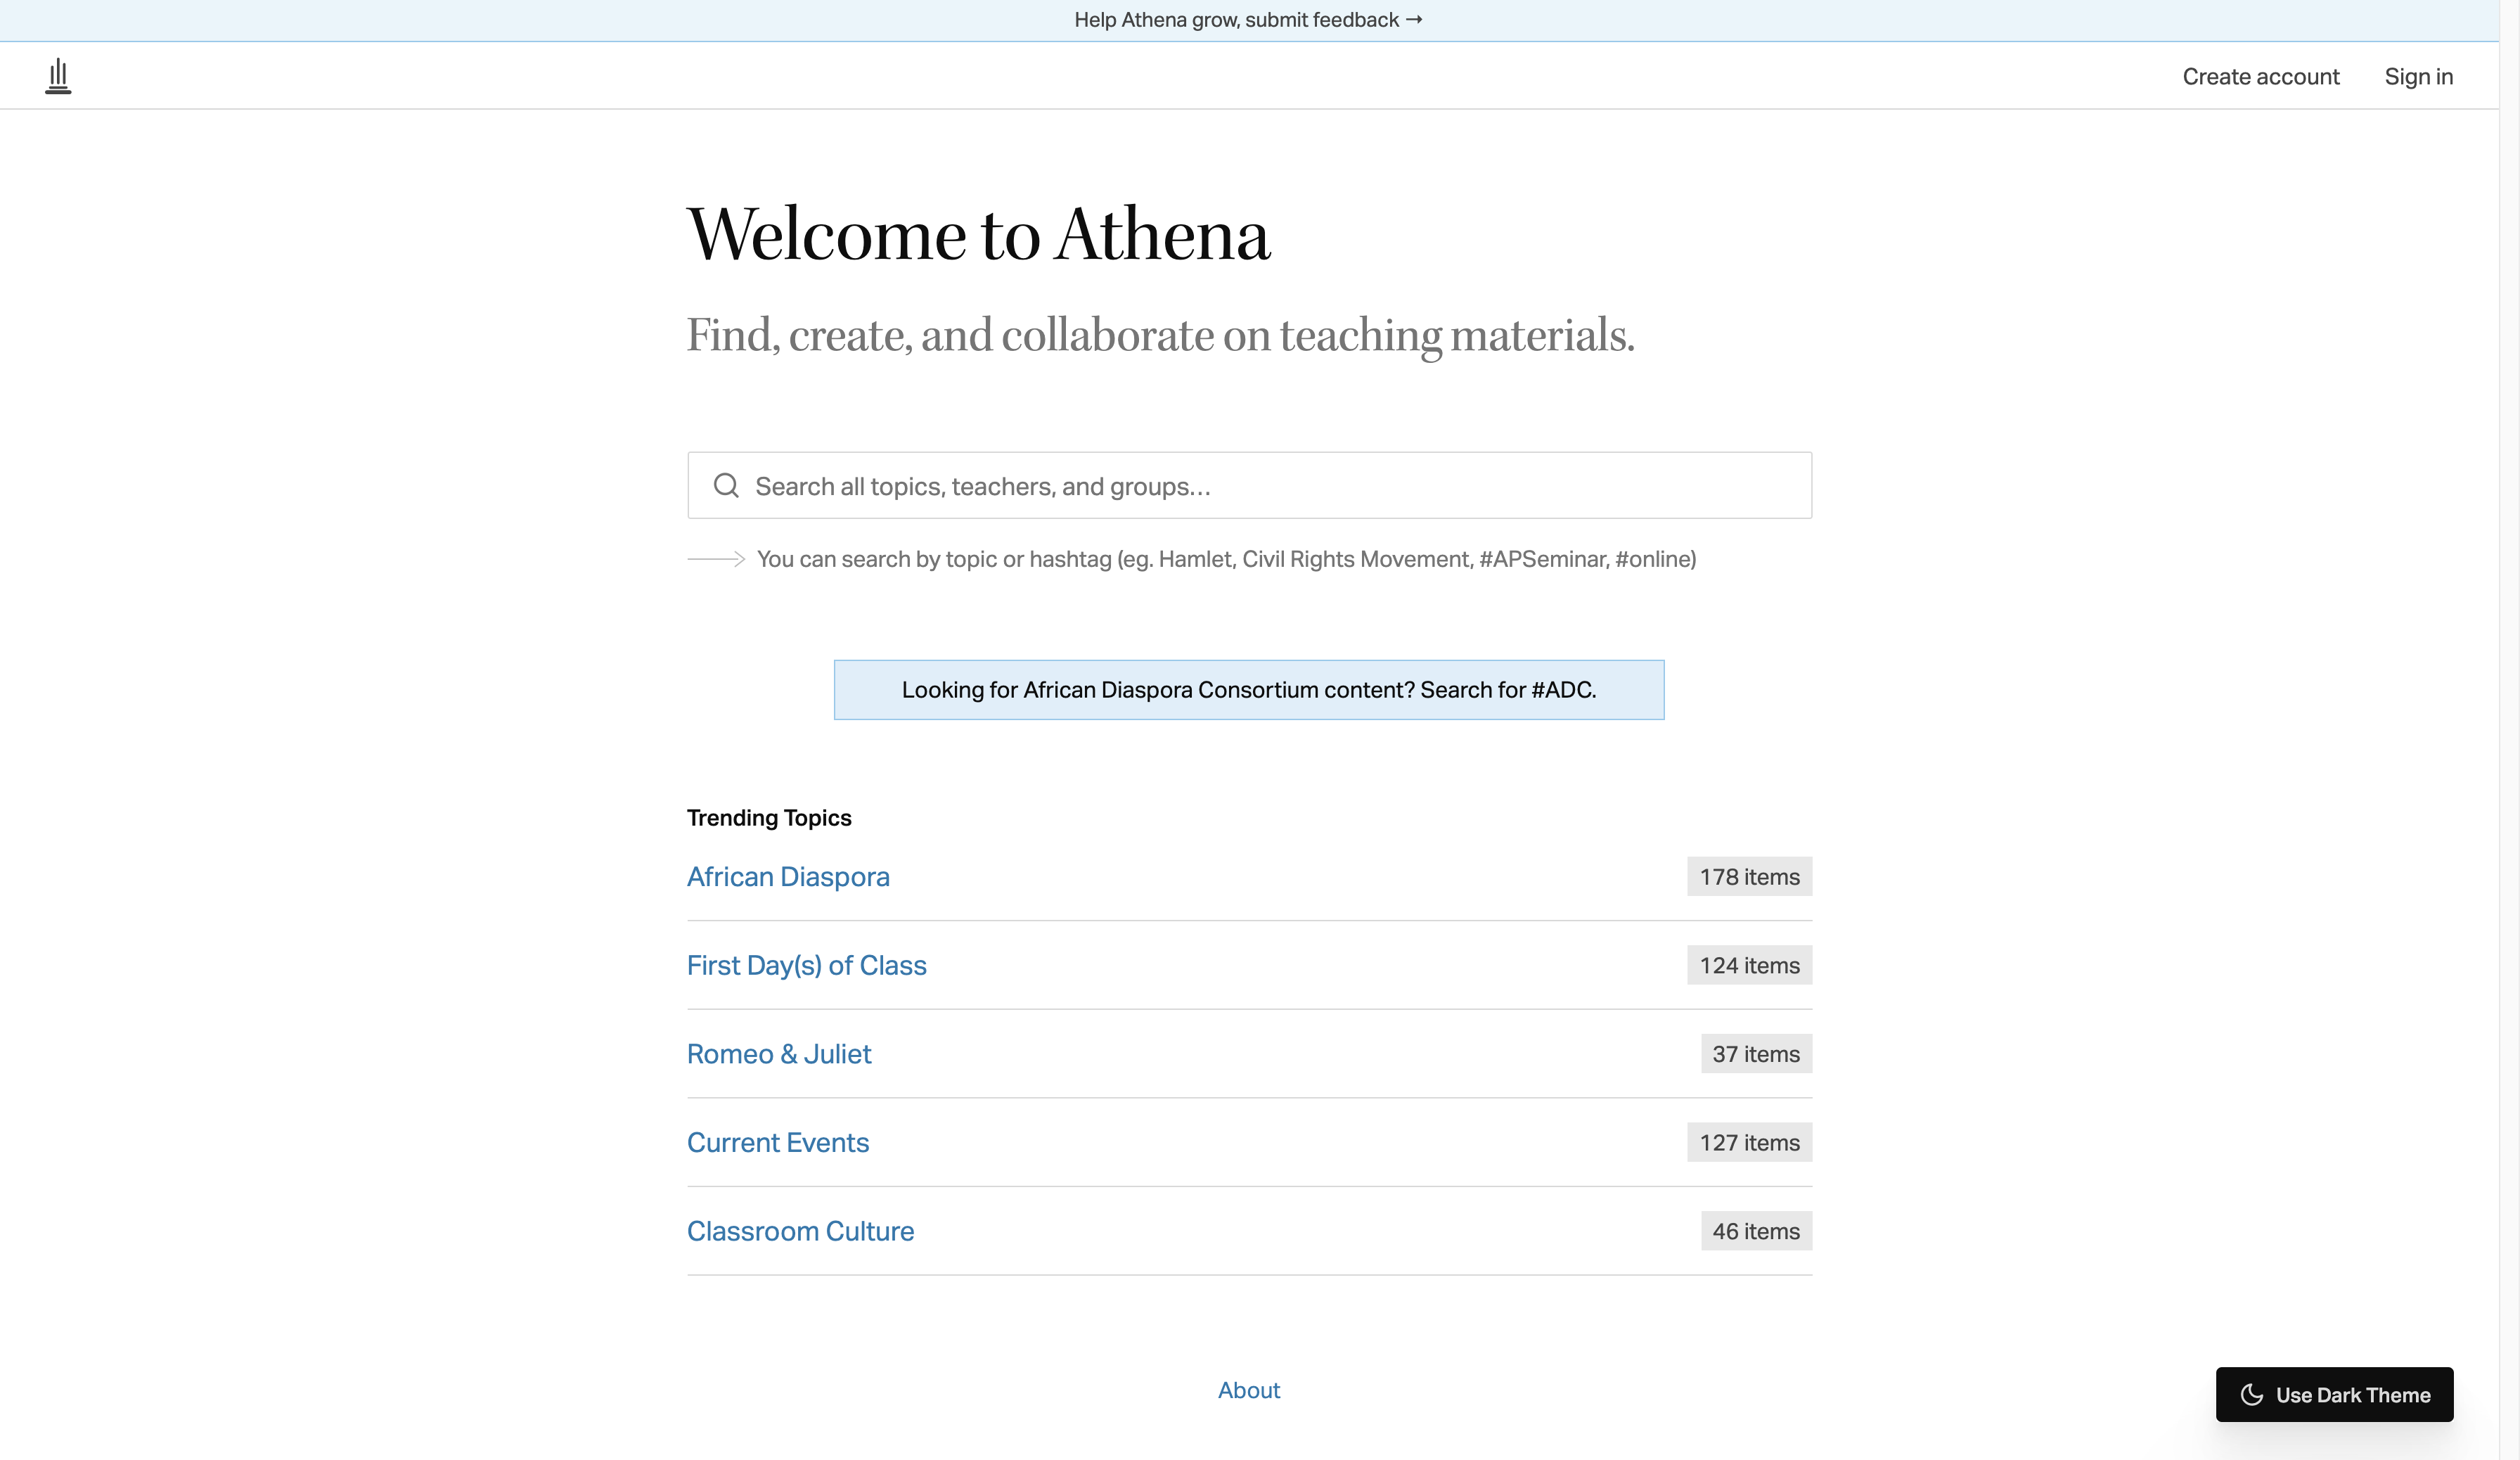 Help Athena grow, submit feedback →
Create account
Sign in
Welcome to Athena
Find, create, and collaborate on teaching materials.
Search all topics, teachers, and groups...
You can search by topic or hashtag (eg. Hamlet, Civil Rights Movement, #APSeminar, #online)
Looking for African Diaspora Consortium content? Search for #ADC.
Trending Topics
African Diaspora
178 items
First Day(s) of Class
124 items
Romeo & Juliet
37 items
Current Events
127 items
Classroom Culture
46 items
About
Use Dark Theme